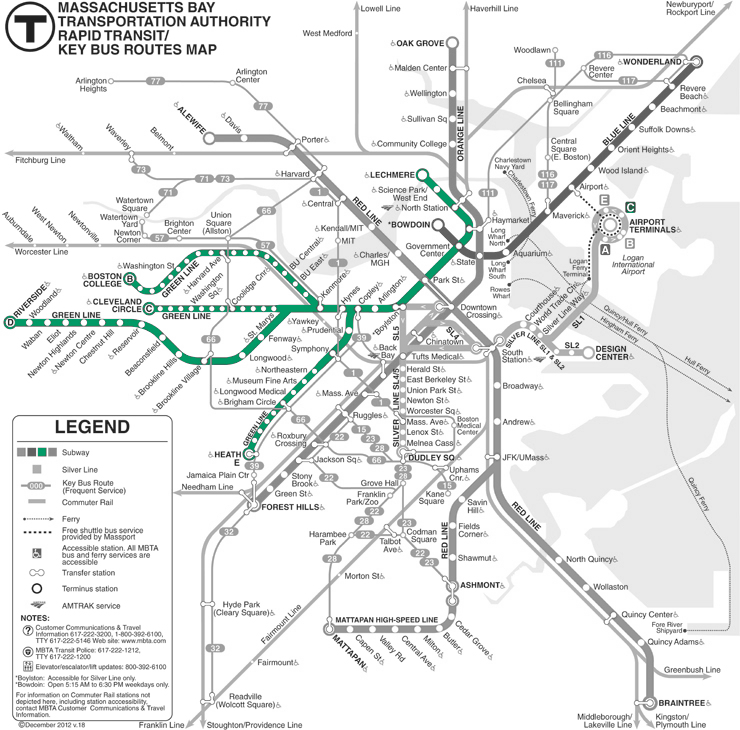 T
MASSACHUSETTS BAY
TRANSPORTATION AUTHORITY
RAPID TRANSIT/
KEY BUS ROUTES MAP
Lowell Line
Haverhill Line
Newburyport/
Rockport Line
West Medford
OAK GROVE
Malden Center
Wellington
Sullivan Sq
Community College
ORANGE LINE
Woodlawn
111
116
Revere
Center
117
WONDERLAND
Chelsea
Bellingham
Square
Revere
Beach
Beachmont
Suffolk Downs
Orient Heights
Wood Island
BLUE LINE
Central
Square
(E. Boston)
116
117
Airport
Maverick
E
C
B
A
AIRPORT
TERMINALS
Logan
International
Airport
Logan
Ferry
Terminal
Charlestown
Navy Yard
Charlestown Ferry
111
Arlington
Heights
77
Arlington
Center
77
ALEWIFE
Davis
Porter
Harvard
Waltham
Waverley
Belmont
Fitchburg Line
73
71
73
71
Watertown
Square
Watertown
Yard
Newton
Corner
57
Brighton
Center
Union
Square
(Allston)
66
57
1
Central
Kendall/MIT
MIT
Charles/
MGH
RED LINE
LECHMERE
Science Park/
West End
North Station
*BOWDOIN
Haymarket
Government
Center
State
Long
Wharf
North
Long
Wharf
South
Aquarium
Rowes
Wharf
Park St
Downtown
Crossing
Auburndale
West Newton
Newtonville
Worcester Line
Washington St
B
BOSTON
COLLEGE
GREEN LINE
Harvard Ave
Washington
Sq
Coolidge Cnr
BU Central
BU East
Kenmore
Hynes
Copley
Arlington
*Boylston
C
CLEVELAND
CIRCLE
GREEN LINE
RIVERSIDE
D
Woodland
GREEN LINE
Waban
Eliot
Newton Highlands
Newton Centre
Chestnut Hill
Reservoir
Beaconsfield
Brookline Hills
Brookline Village
66
St. Marys
Fenway
Longwood
Yawkey
Prudential
Symphony
Northeastern
Museum Fine Arts
Longwood Medical
Brigham Circle
GREEN LINE
HEATH
E
39
39
1
Back
Bay
SL5
SL4
Chinatown
Tufts Medical
Herald St
East Berkeley St
Union Park St
Newton St
Worcester Sq
Mass. Ave
Lenox St
Melnea Cass
SILVER LINE SL4/5
Boston
Medical
Center
1
DUDLEY SQ
Courthouse
World Trade Ctr
Silver Line Way
SILVER LINE SL1 & SL2
SL1
SL2
DESIGN
CENTER
South
Station
Broadway
Andrew
JFK/UMass
Quincy/Hull Ferry
Hingham Ferry
Hull Ferry
Quincy Ferry
Mass. Ave
Ruggles
66
Roxbury
Crossing
15
22
23
28
66
22
Jackson Sq
Stony
Brook
Green St
Jamaica Plain Ctr
Needham Line
FOREST HILLS
32
32
Grove Hall
23
28
Franklin
Park/Zoo
22
28
Uphams
Cnr.
15
Kane
Square
Harambee
Park
22
23
Talbot
Ave
Codman
Square
22
23
28
Morton St
Savin
Hill
Fields
Corner
Shawmut
RED LINE
ASHMONT
MATTAPAN HIGH-SPEED LINE
MATTAPAN
Capen St
Valley Rd
Central Ave
Milton
Butler
Cedar Grove
Hyde Park
(Cleary Square)
Fairmount Line
Fairmount
Readville
(Wolcott Square)
Franklin Line
Stoughton/Providence Line
RED LINE
North Quincy
Wollaston
Quincy Center
Fore River
Shipyard
Quincy Adams
Greenbush Line
BRAINTREE
Middleborough/
Lakeville Line
Kingston/
Plymouth Line
LEGEND
Subway
Silver Line
000
Key Bus Route
(Frequent Service)
Commuter Rail
Ferry
Free shuttle bus service
provided by Massport
Accessible station. All MBTA
bus and ferry services are
accessible
Transfer station
Terminus station
AMTRAK service
NOTES:
Customer Communications & Travel
Information 617-222-3200, 1-800-392-6100,
TTY 617-222-5146 Web site: www.mbta.com
MBTA Transit Police: 617-222-1212,
TTY 617-222-1200
Elevator/escalator/lift updates: 800-392-6100
*Boylston: Accessible for Silver Line only.
*Bowdoin: Open 5:15 AM to 6:30 PM weekdays only.
For information on Commuter Rail stations not
depicted here, including station accessibility,
contact MBTA Customer Communications & Travel
Information.
©December 2012 v.18